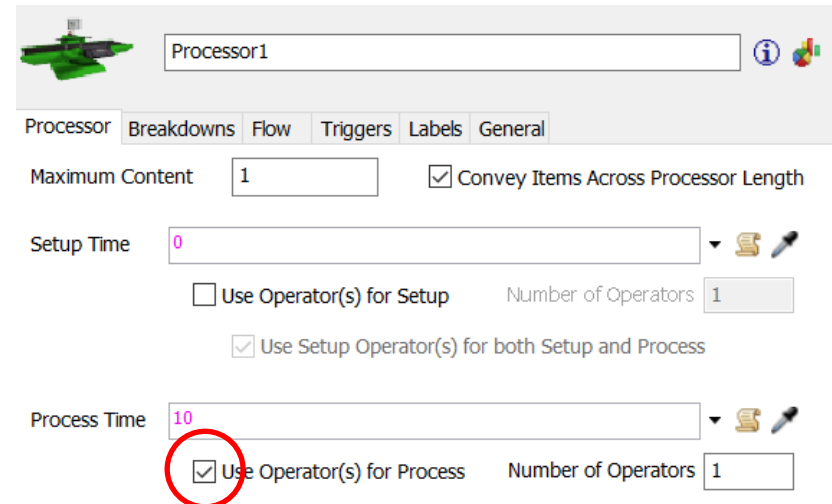 Processor1
Processor Breakdowns Flow Triggers Labels General
Maximum Content 1 Convey Items Across Processor Length
Setup Time 0
Use Operator(s) for Setup Number of Operators 1
Use Setup Operator(s) for both Setup and Process
Process Time 10
Use Operator(s) for Process Number of Operators 1